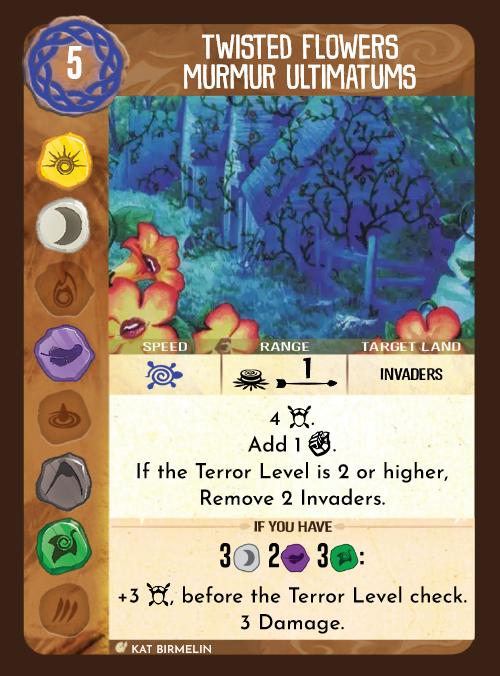 5
TWISTED FLOWERS
MURMUR ULTIMATUMS
SPEED RANGE TARGET LAND
1 INVADERS
4 .
Add 1 .
If the Terror Level is 2 or higher,
Remove 2 Invaders.
IF YOU HAVE
3 2 3 :
+3 , before the Terror Level check.
3 Damage.
KAT BIRMELIN